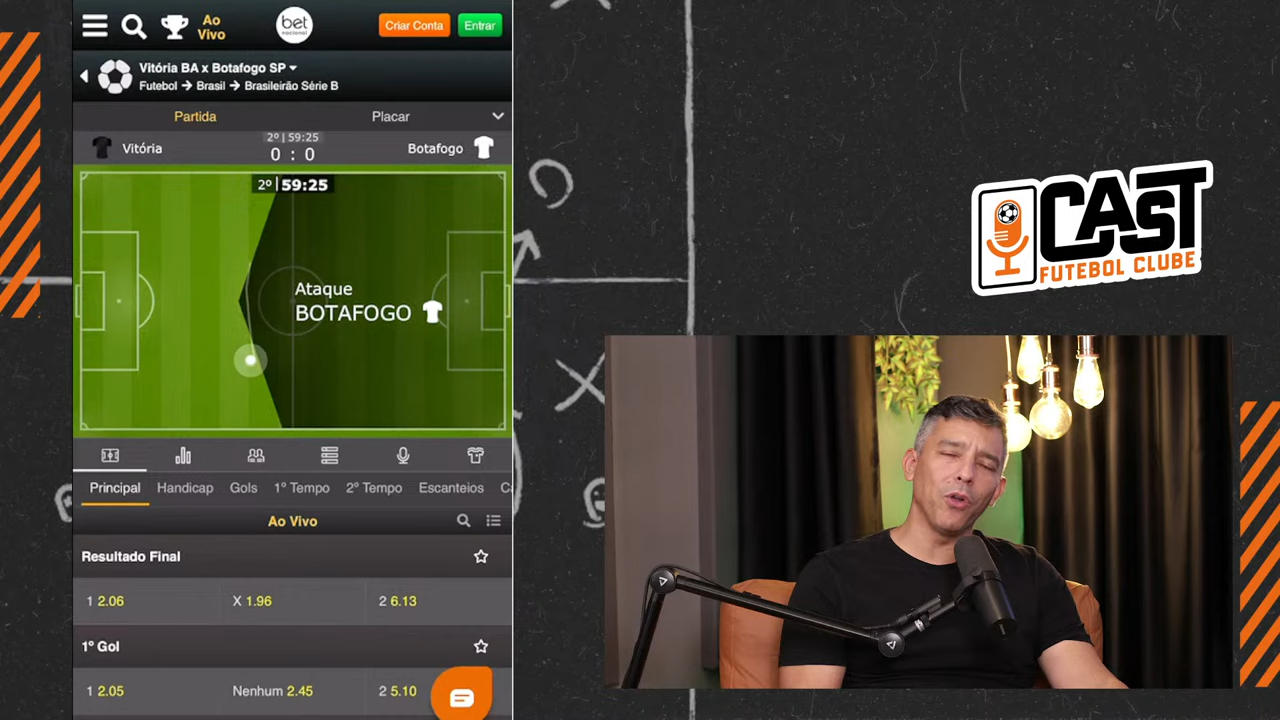 Ao
Vivo
bet
nacional
Criar Conta
Entrar
Vitória BA x Botafogo SP
Futebol → Brasil → Brasileirão Série B
Partida
Placar
Vitória
2º | 59:25
0 : 0
Botafogo
2º | 59:25
Ataque
BOTAFOGO
Principal
Handicap
Gols
1º Tempo
2º Tempo
Escanteios
Ao Vivo
Resultado Final
1 2.06
X 1.96
2 6.13
1º Gol
1 2.05
Nenhum 2.45
2 5.10
CAST
FUTEBOL CLUBE